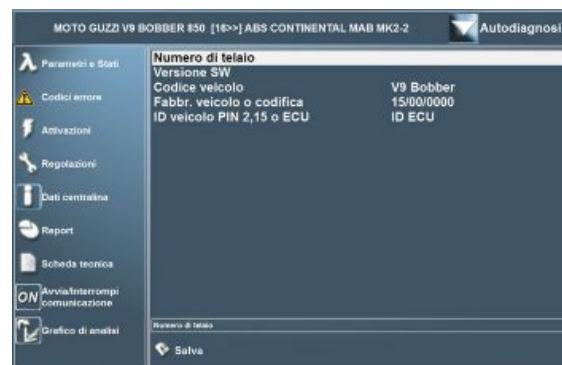 MOTO GUZZI V9 BOBBER 850 [16>>] ABS CONTINENTAL MAB MK2-2
Autodiagnosi
Parametri e Stati
Codici errore
Attivazioni
Regolazioni
Dati centralina
Report
Scheda tecnica
ON Avvia/Interrompi
comunicazione
Grafico di analisi
Numero di telaio
Versione SW
Codice veicolo V9 Bobber
Fabbr. veicolo o codifica 15/00/0000
ID veicolo PIN 2,15 o ECU ID ECU
Numero di telaio
Salva